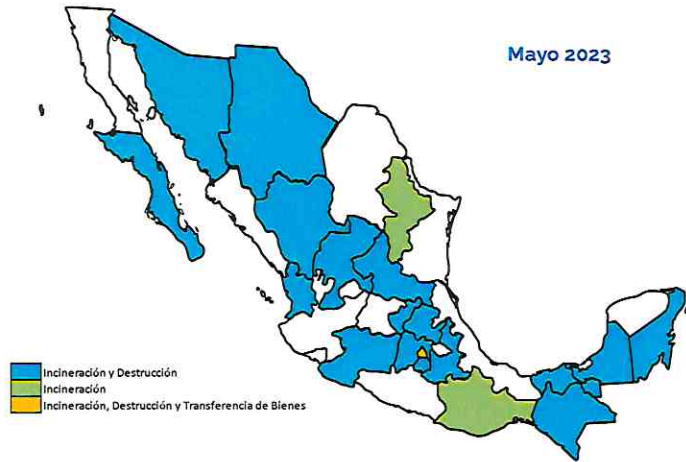 Mayo 2023
Incineración y Destrucción
Incineración
Incineración, Destrucción y Transferencia de Bienes